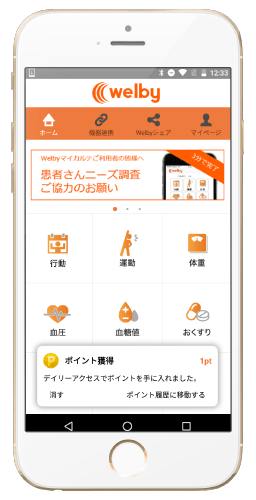 12:33
welby
ホーム 機器連携 Welbyシェア マイページ
Welbyマイカルテご利用者の皆様へ
3分で完了
患者さんニーズ調査
ご協力のお願い
行動 運動 体重
血圧 血糖値 おくすり
P ポイント獲得 1pt
デイリーアクセスでポイントを手に入れました。
消す ポイント履歴に移動する